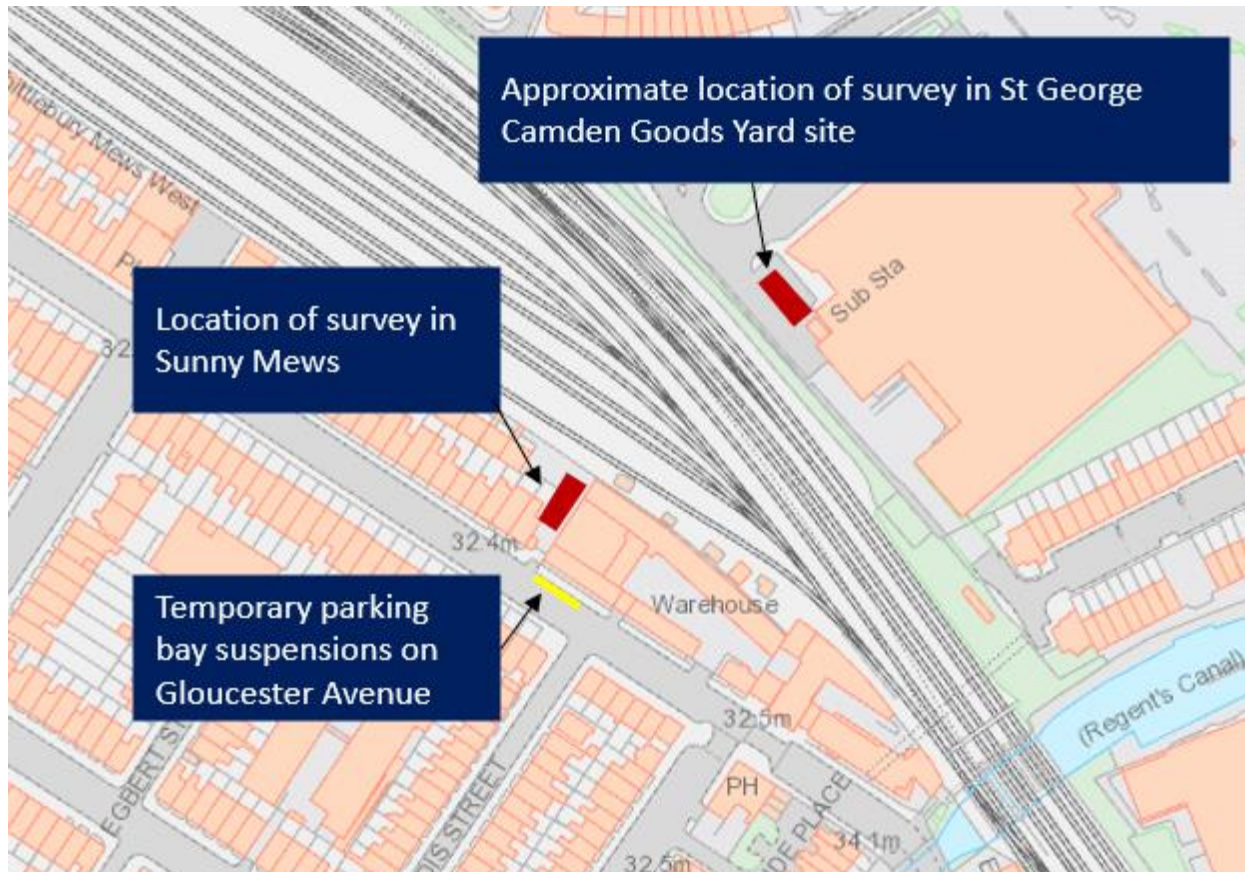 Approximate location of survey in St George
Camden Goods Yard site
Mews West
Sub Sta
Location of survey in
Sunny Mews
32.4m
Temporary parking
bay suspensions on
Gloucester Avenue
Warehouse
(Regent's Canal)
32.5m
EGBERT
STREET
PH
PLACE
34.1m
32.5m